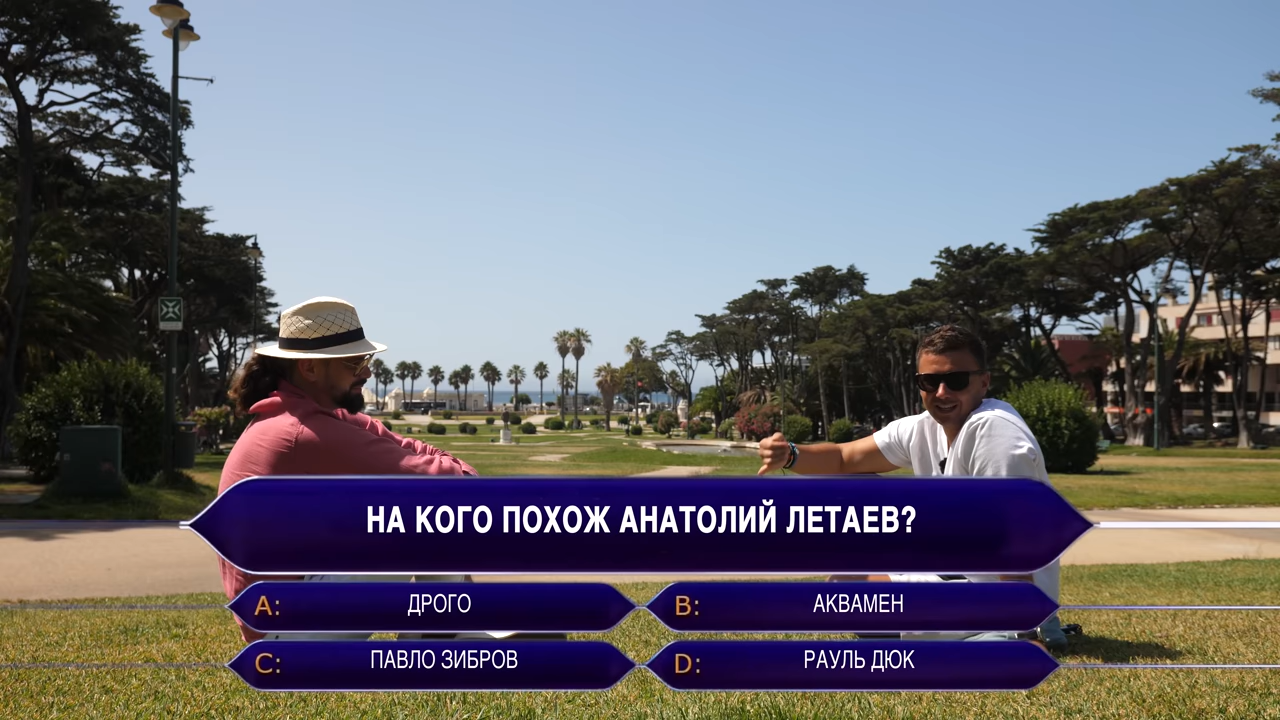 НА КОГО ПОХОЖ АНАТОЛИЙ ЛЕТАЕВ?
A: ДРОГО
B: АКВАМЕН
C: ПАВЛО ЗИБРОВ
D: РАУЛЬ ДЮК